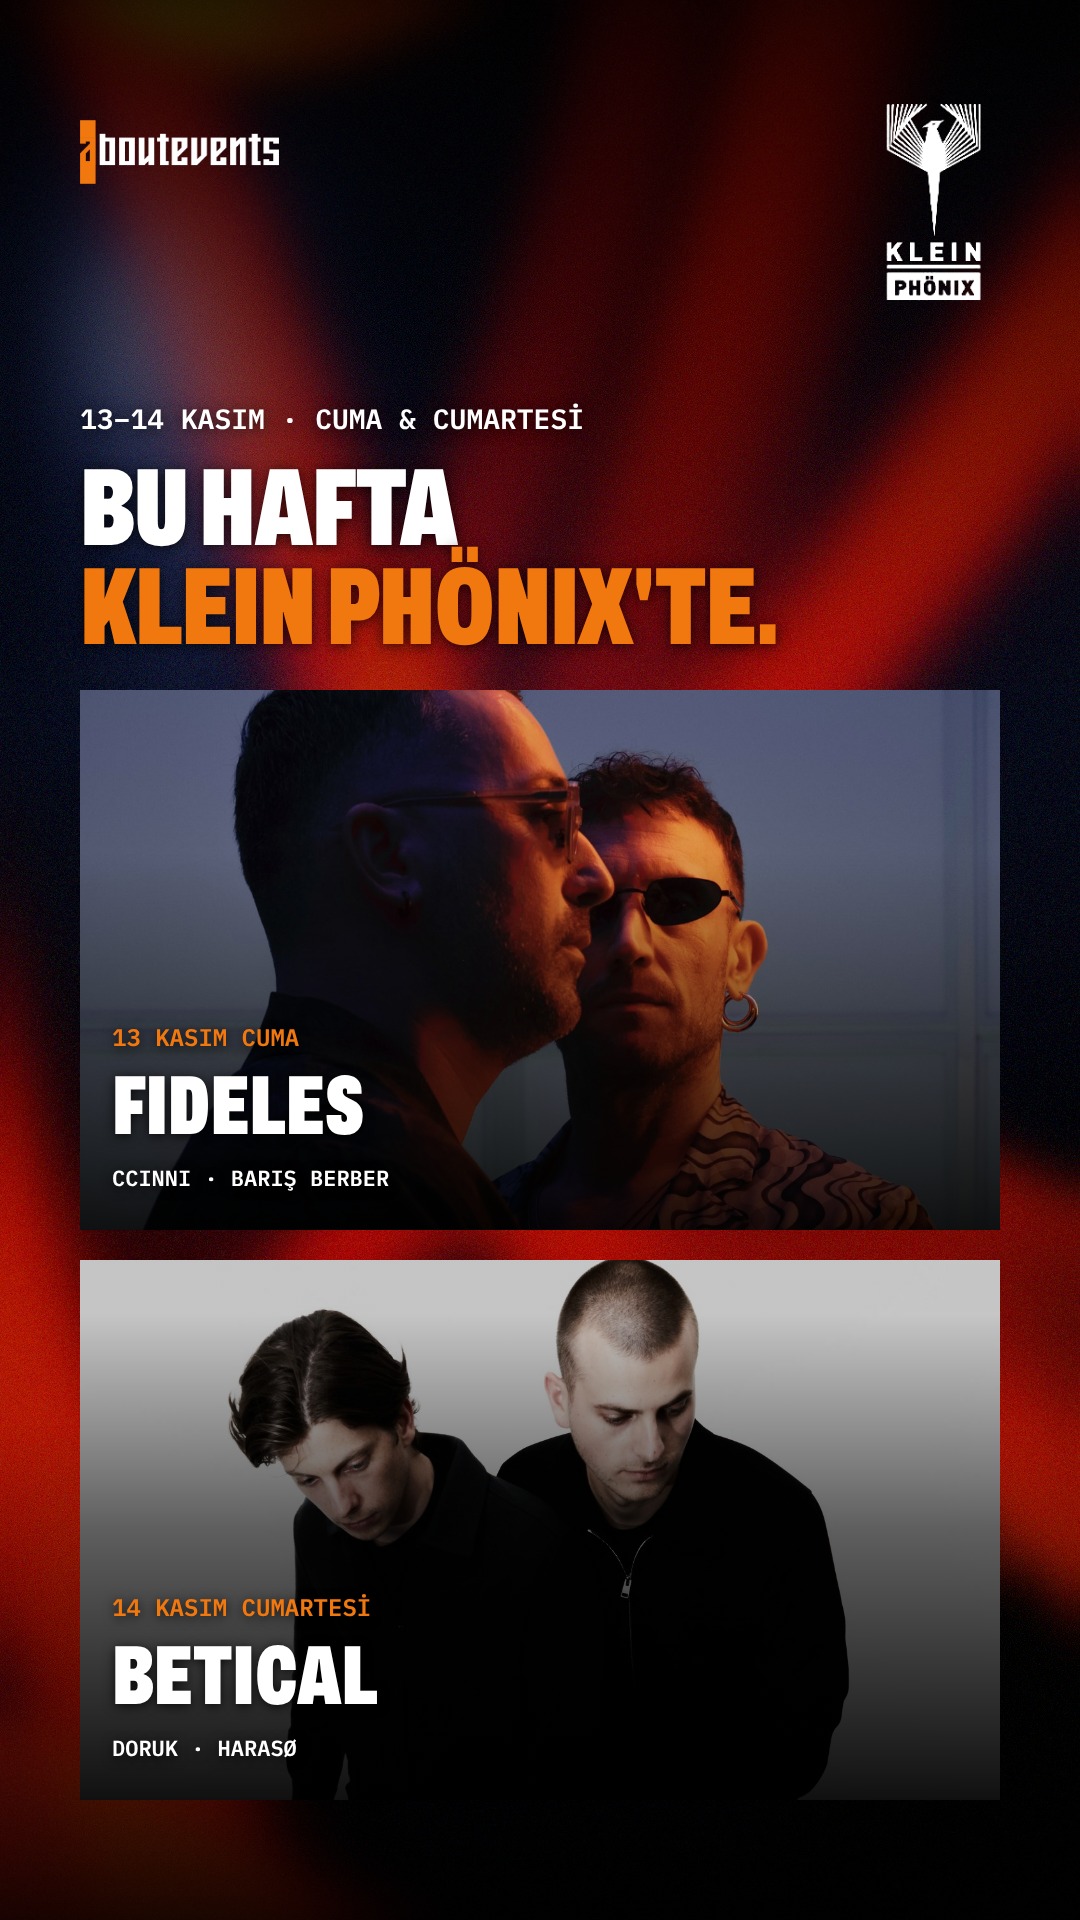 aboutevents
KLEIN
PHÖNIX
13–14 KASIM · CUMA & CUMARTESİ
BU HAFTA
KLEIN PHÖNIX'TE.
13 KASIM CUMA
FIDELES
CCINNI · BARIŞ BERBER
14 KASIM CUMARTESİ
BETICAL
DORUK · HARASØ